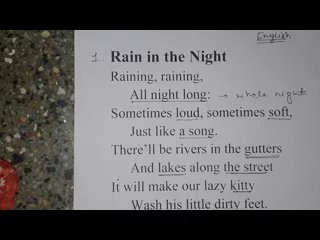 English
1. Rain in the Night
Raining, raining,
All night long: → whole night
Sometimes loud, sometimes soft,
Just like a song.
There'll be rivers in the gutters
And lakes along the street
It will make our lazy kitty
Wash his little dirty feet.